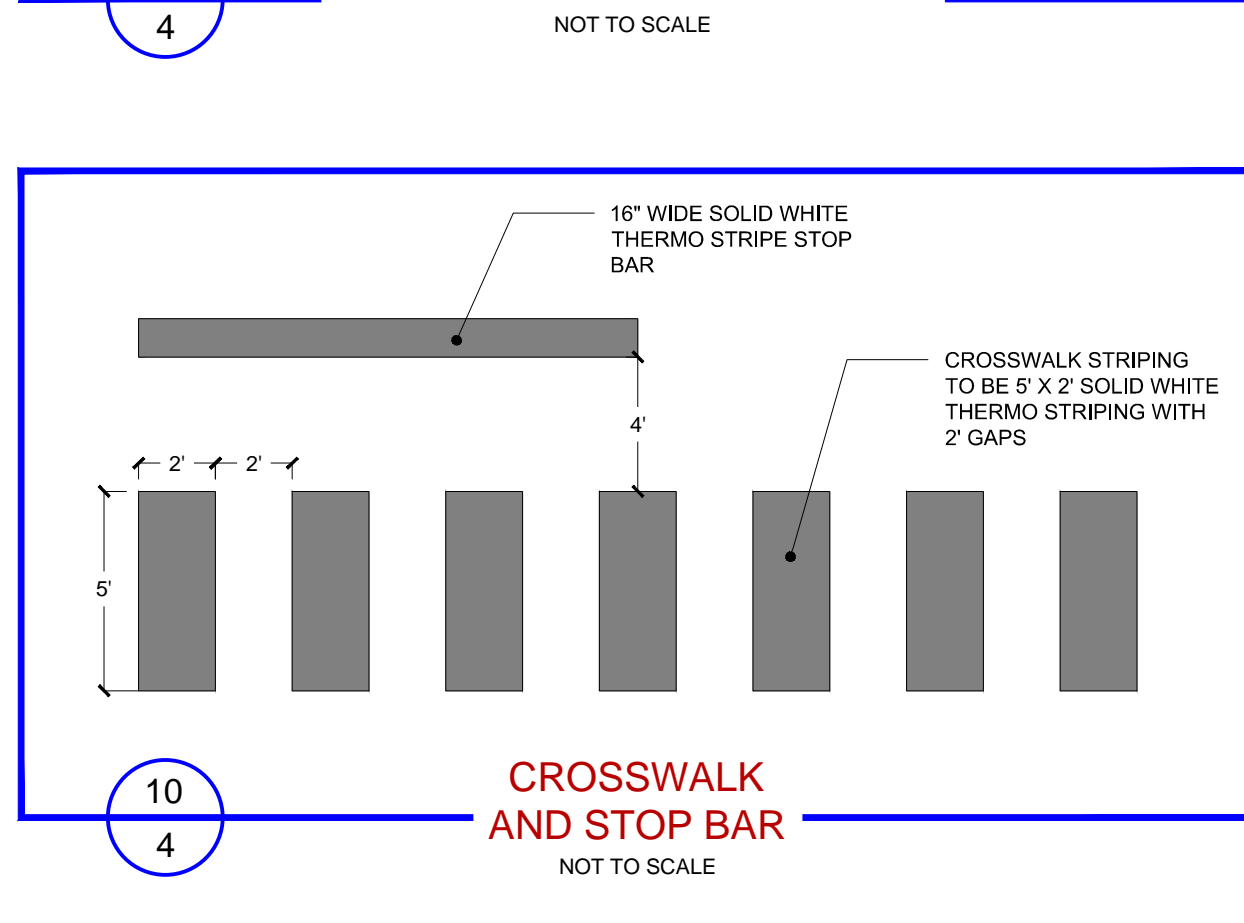 4
NOT TO SCALE
16" WIDE SOLID WHITE
THERMO STRIPE STOP
BAR
CROSSWALK STRIPING
TO BE 5' X 2' SOLID WHITE
THERMO STRIPING WITH
2' GAPS
4'
2'
2'
5'
10
4
CROSSWALK
AND STOP BAR
NOT TO SCALE